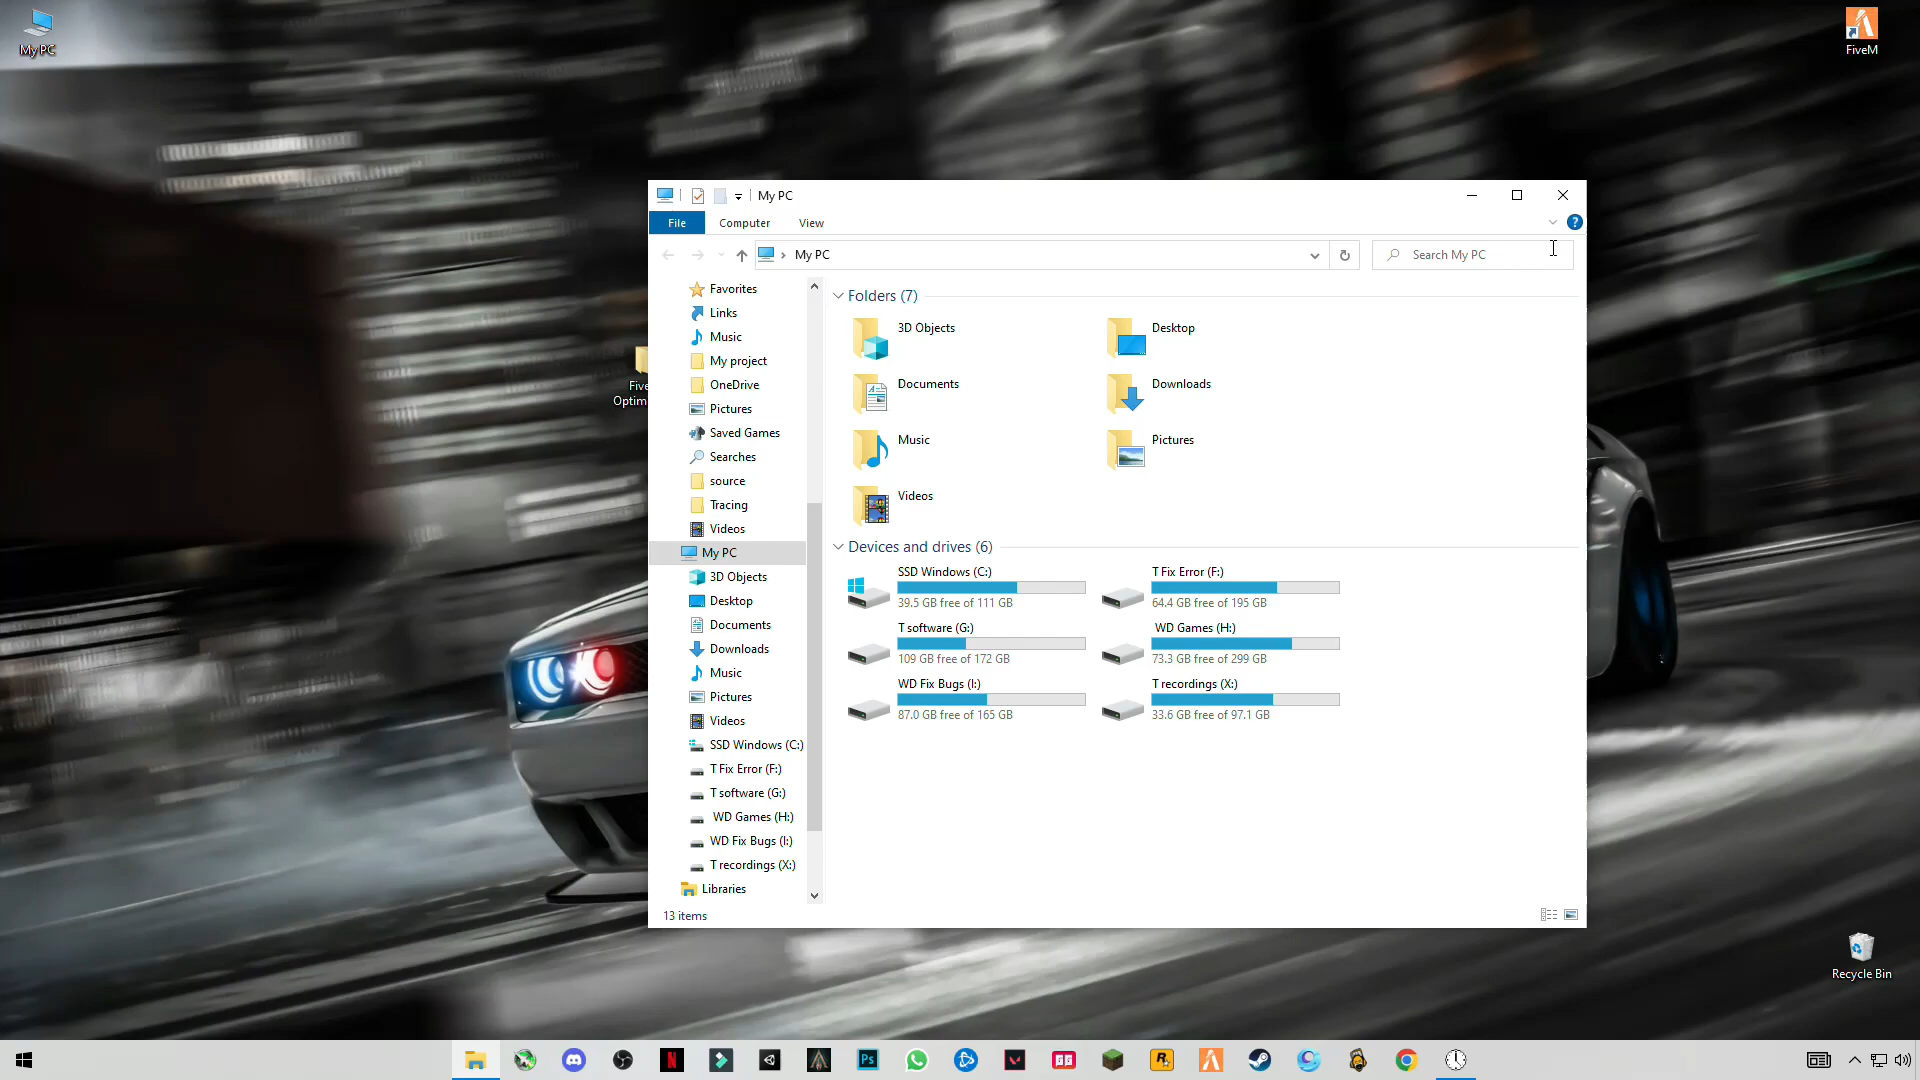 My PC
FiveM
Five
Optim
My PC
File
Computer
View
My PC
Search My PC
Favorites
Links
Music
My project
OneDrive
Pictures
Saved Games
Searches
source
Tracing
Videos
My PC
3D Objects
Desktop
Documents
Downloads
Music
Pictures
Videos
SSD Windows (C:)
T Fix Error (F:)
T software (G:)
WD Games (H:)
WD Fix Bugs (I:)
T recordings (X:)
Libraries
Folders (7)
3D Objects
Desktop
Documents
Downloads
Music
Pictures
Videos
Devices and drives (6)
SSD Windows (C:)
39.5 GB free of 111 GB
T Fix Error (F:)
64.4 GB free of 195 GB
T software (G:)
109 GB free of 172 GB
WD Games (H:)
73.3 GB free of 299 GB
WD Fix Bugs (I:)
87.0 GB free of 165 GB
T recordings (X:)
33.6 GB free of 97.1 GB
13 items
Recycle Bin
N
Ps
R